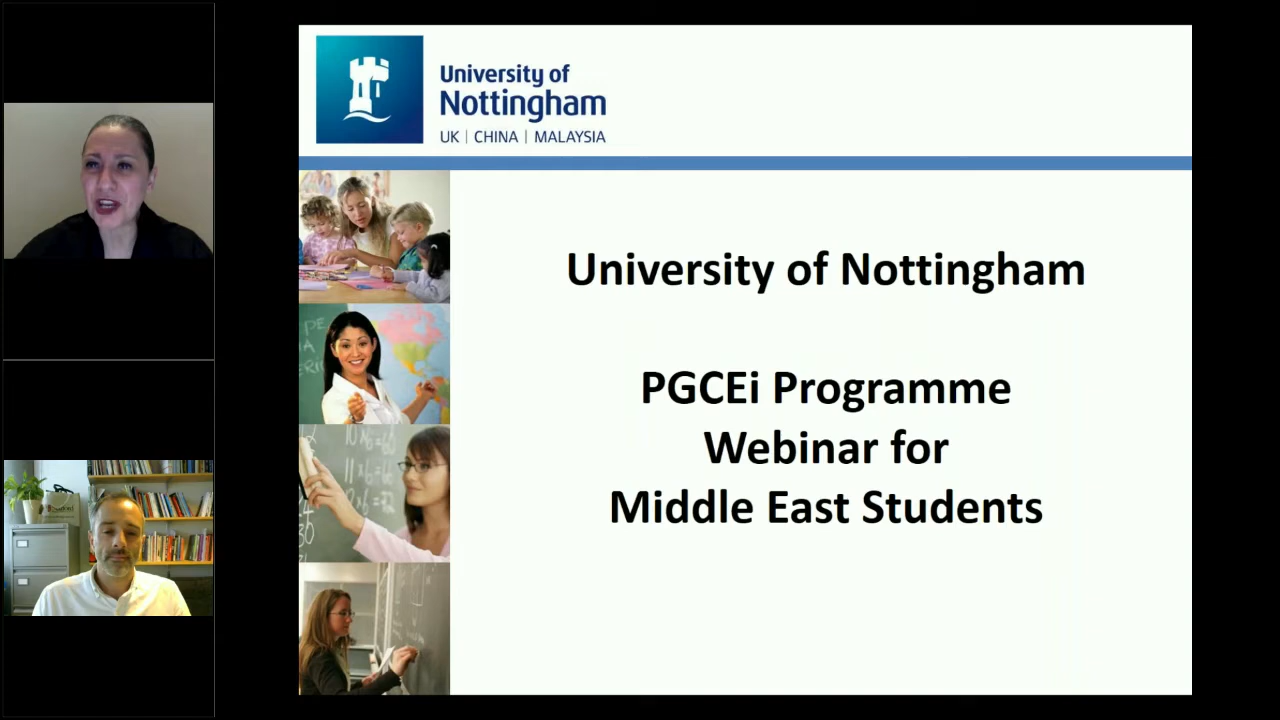 University of
Nottingham
UK | CHINA | MALAYSIA
University of Nottingham
PGCEi Programme
Webinar for
Middle East Students